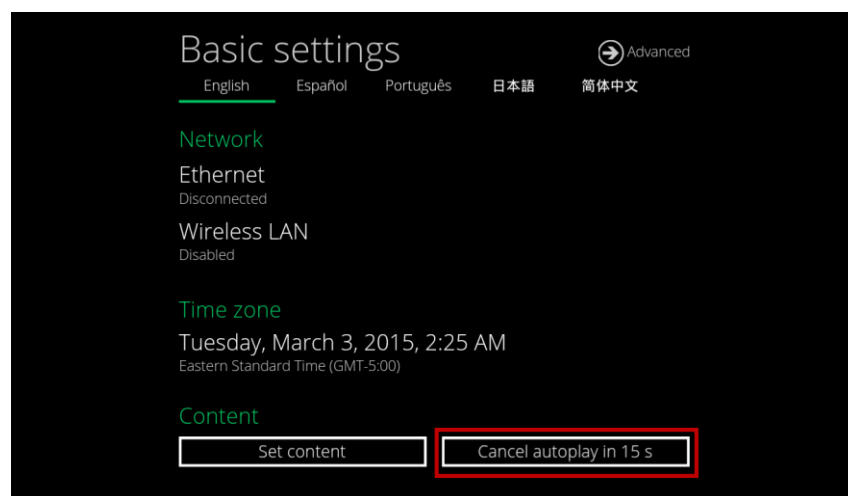 Basic settings
Advanced
English Español Português 日本語 简体中文
Network
Ethernet
Disconnected
Wireless LAN
Disabled
Time zone
Tuesday, March 3, 2015, 2:25 AM
Eastern Standard Time (GMT-5:00)
Content
Set content Cancel autoplay in 15 s